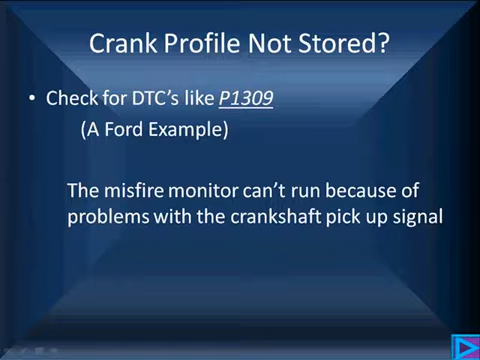 Crank Profile Not Stored?
• Check for DTC's like P1309
(A Ford Example)
The misfire monitor can't run because of
problems with the crankshaft pick up signal